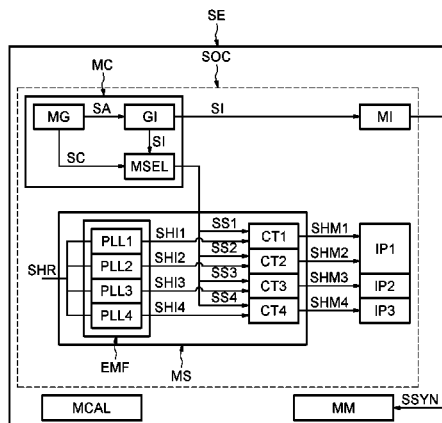 SE
SOC
MC
MG SA GI SI MI
SC SI
MSEL
SS1 SHM1
PLL1 SHI1 CT1 IP1
SS2 SHM2
SHR PLL2 SHI2 CT2
SS3 SHM3
PLL3 SHI3 CT3 IP2
SS4 SHM4
PLL4 SHI4 CT4 IP3
EMF MS
SSYN
MCAL MM